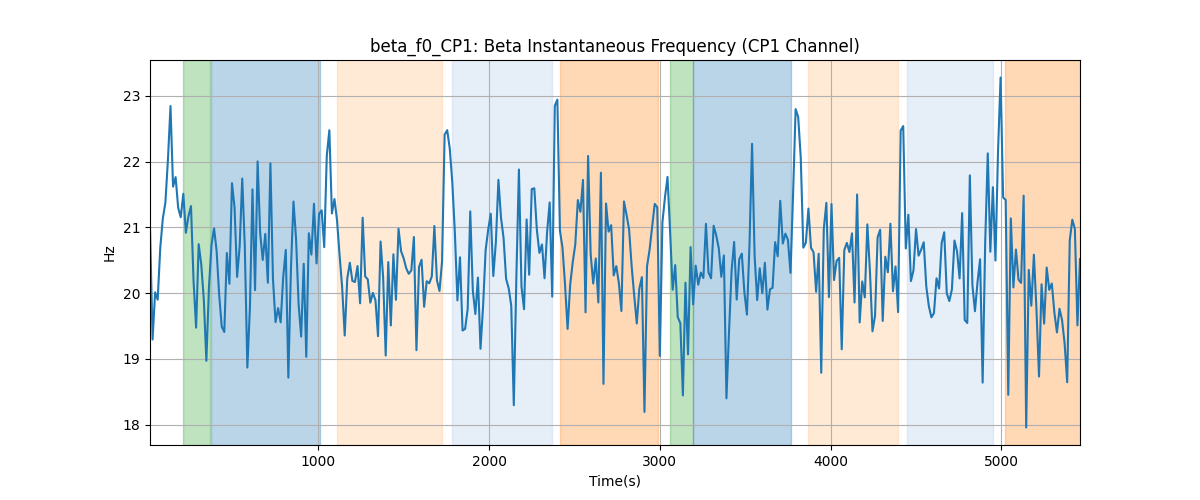 beta_f0_CP1: Beta Instantaneous Frequency (CP1 Channel)
Hz
23
22
21
20
19
18
1000 2000 3000 4000 5000
Time(s)